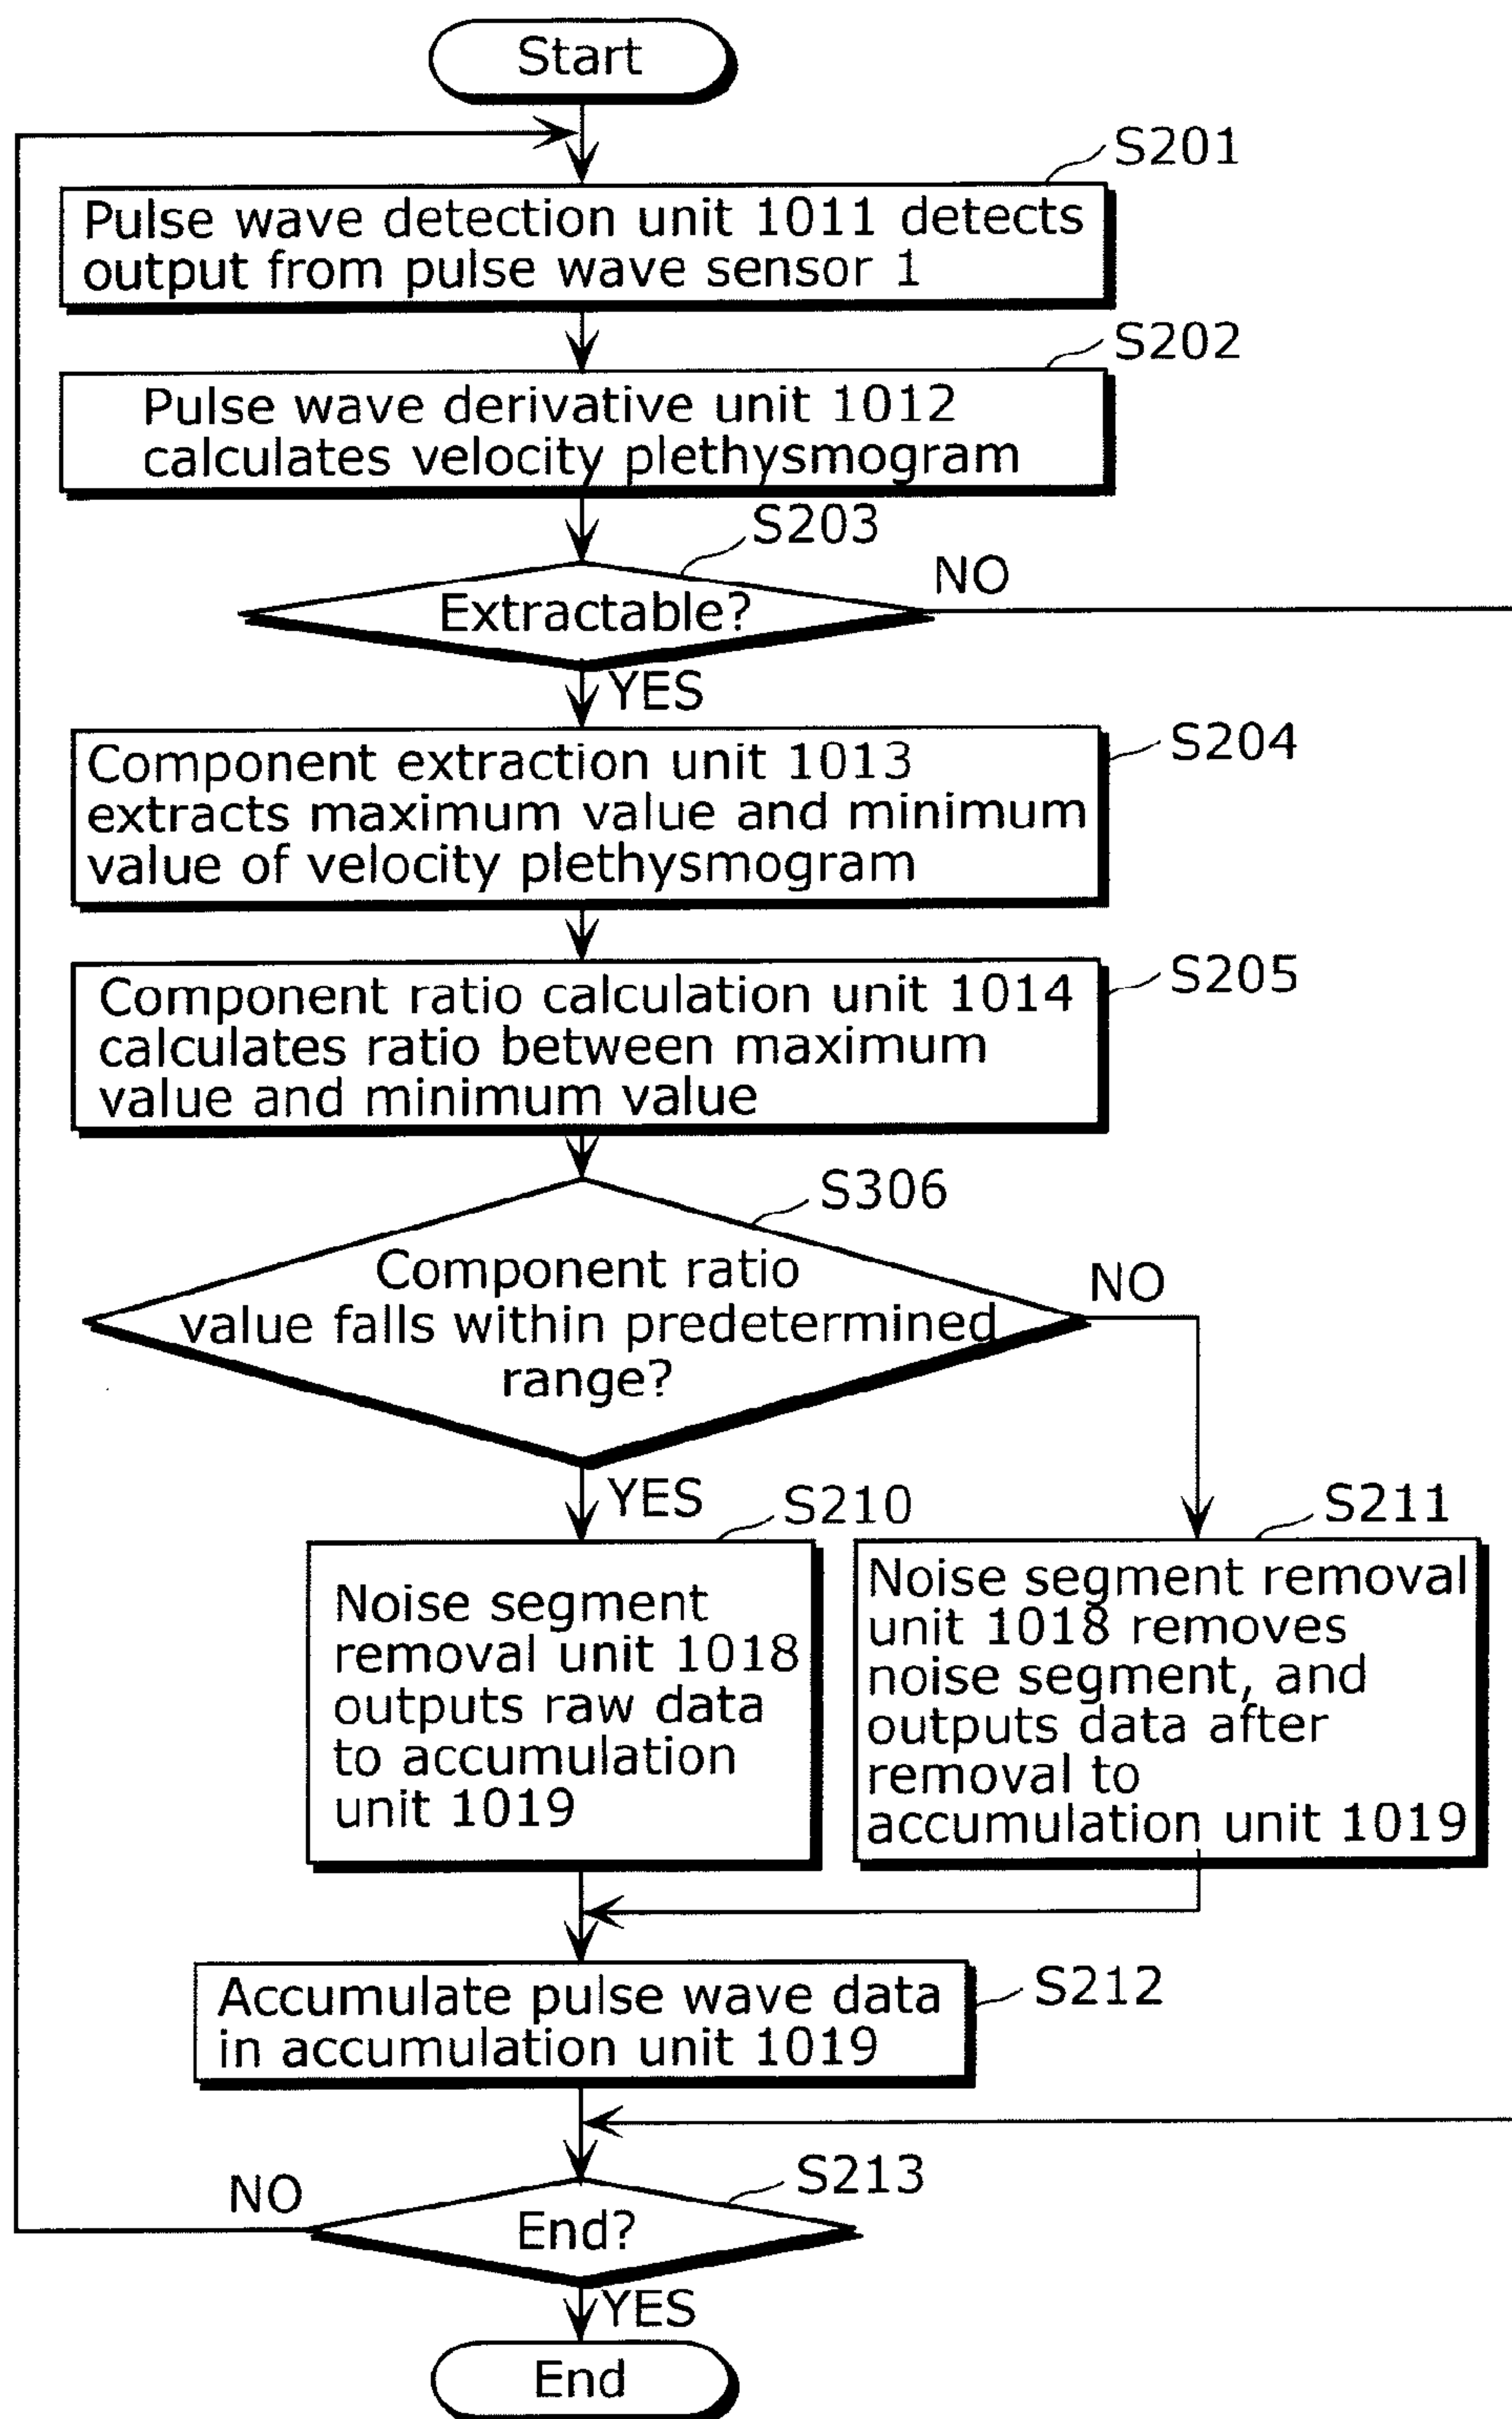 Start
S201
Pulse wave detection unit 1011 detects
output from pulse wave sensor 1
S202
Pulse wave derivative unit 1012
calculates velocity plethysmogram
S203
Extractable?
NO
YES
S204
Component extraction unit 1013
extracts maximum value and minimum
value of velocity plethysmogram
S205
Component ratio calculation unit 1014
calculates ratio between maximum
value and minimum value
S306
Component ratio
value falls within predetermined
range?
NO
YES
S210
Noise segment
removal unit 1018
outputs raw data
to accumulation
unit 1019
S211
Noise segment removal
unit 1018 removes
noise segment, and
outputs data after
removal to
accumulation unit 1019
S212
Accumulate pulse wave data
in accumulation unit 1019
S213
End?
NO
YES
End